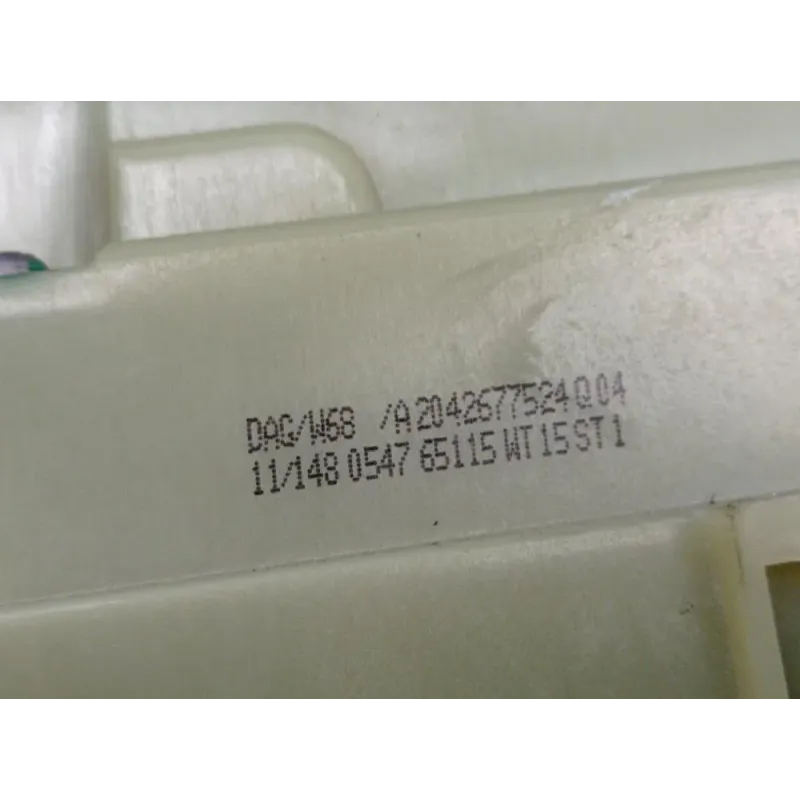 DAG/W68 /A 2042677524 Q 04
11/148 0547 65115 WT 15 ST 1